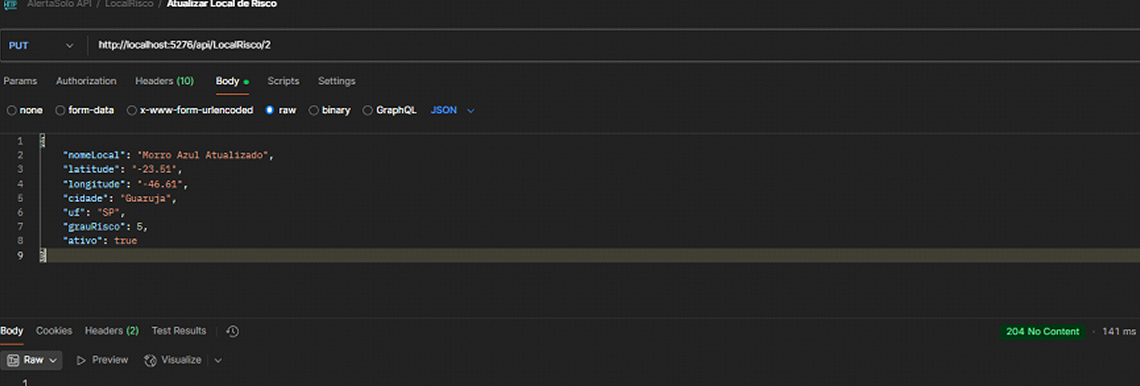 HTTP AlertaSolo API / LocalRisco / Atualizar Local de Risco
PUT http://localhost:5276/api/LocalRisco/2
Params Authorization Headers (10) Body Scripts Settings
none form-data x-www-form-urlencoded raw binary GraphQL JSON
1 {
2 "nomeLocal": "Morro Azul Atualizado",
3 "latitude": "-23.51",
4 "longitude": "-46.61",
5 "cidade": "Guaruja",
6 "uf": "SP",
7 "grauRisco": 5,
8 "ativo": true
9 }
Body Cookies Headers (2) Test Results 204 No Content · 141 ms
Raw Preview Visualize
1